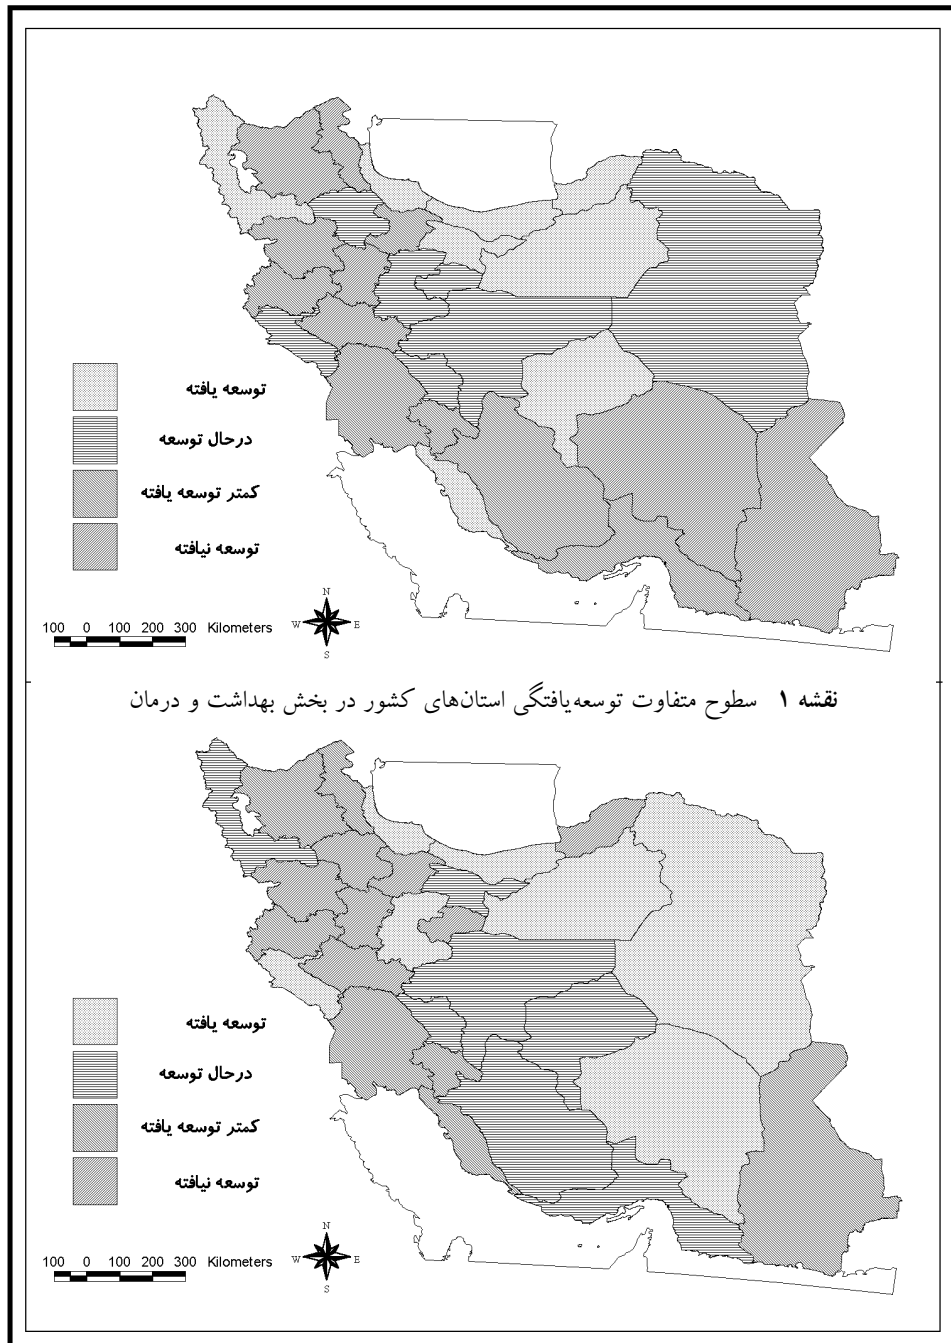 توسعه یافته
درحال توسعه
کمتر توسعه یافته
توسعه نیافته
N
W E
S
100 0 100 200 300 Kilometers
نقشه ۱ سطوح متفاوت توسعه‌یافتگی استان‌های کشور در بخش بهداشت و درمان
توسعه یافته
درحال توسعه
کمتر توسعه یافته
توسعه نیافته
N
W E
S
100 0 100 200 300 Kilometers